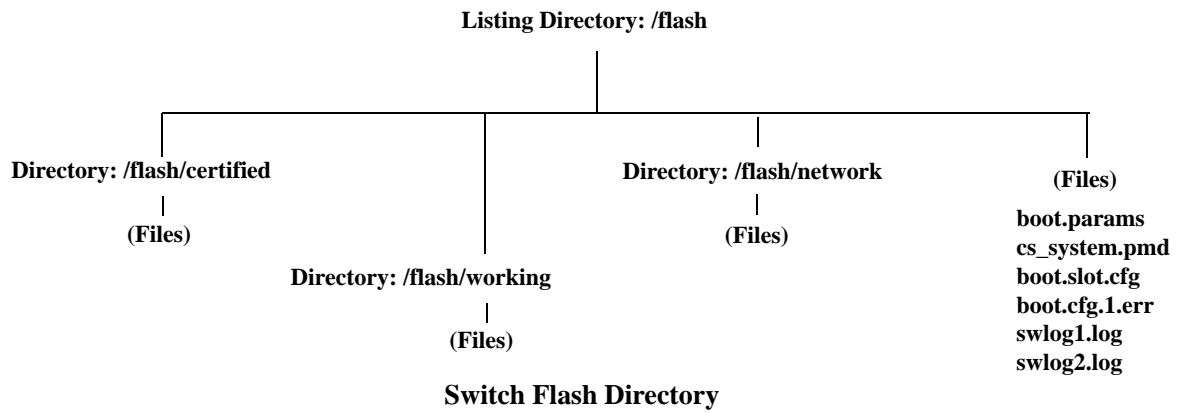 Listing Directory: /flash
Directory: /flash/certified
(Files)
Directory: /flash/working
(Files)
Directory: /flash/network
(Files)
(Files)
boot.params
cs_system.pmd
boot.slot.cfg
boot.cfg.1.err
swlog1.log
swlog2.log
Switch Flash Directory